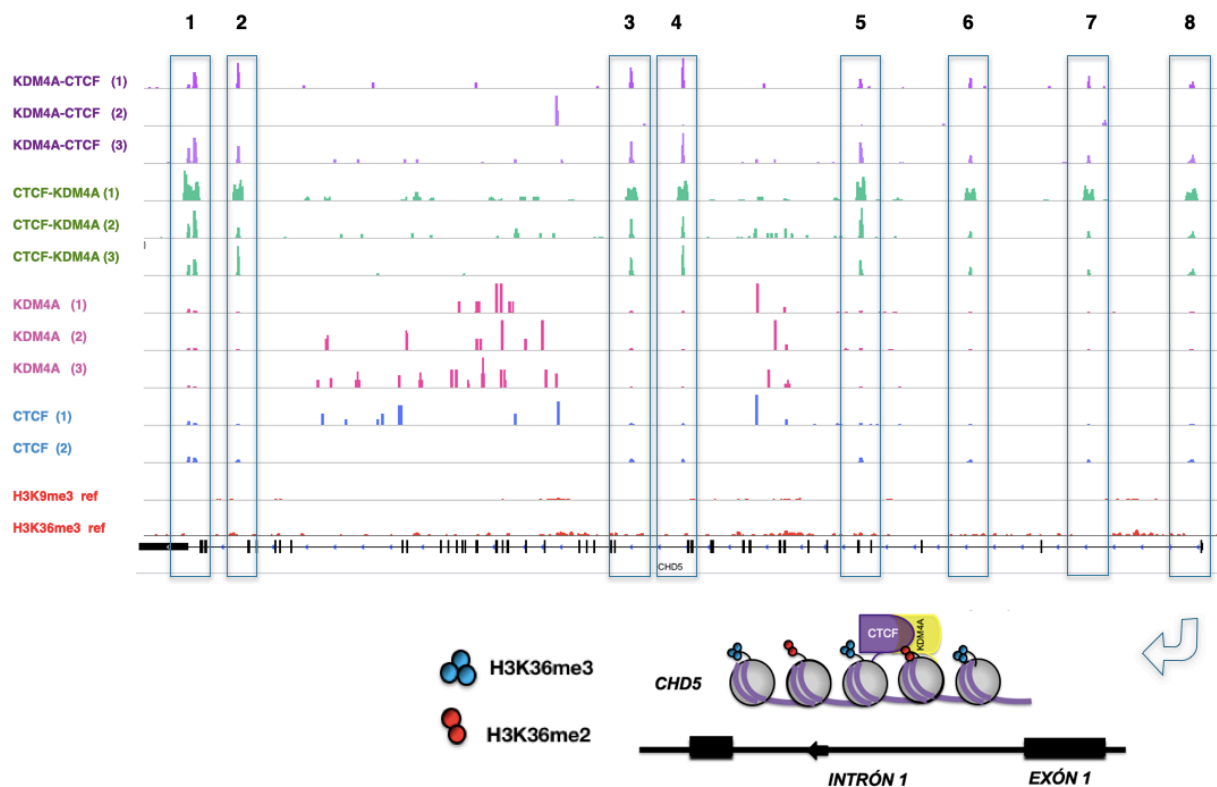 1 2 3 4 5 6 7 8
KDM4A-CTCF (1)
KDM4A-CTCF (2)
KDM4A-CTCF (3)
CTCF-KDM4A (1)
CTCF-KDM4A (2)
CTCF-KDM4A (3)
KDM4A (1)
KDM4A (2)
KDM4A (3)
CTCF (1)
CTCF (2)
H3K9me3 ref
H3K36me3 ref
CHD5
CTCF
KDM4A
H3K36me3
CHD5
H3K36me2
INTRÓN 1
EXÓN 1